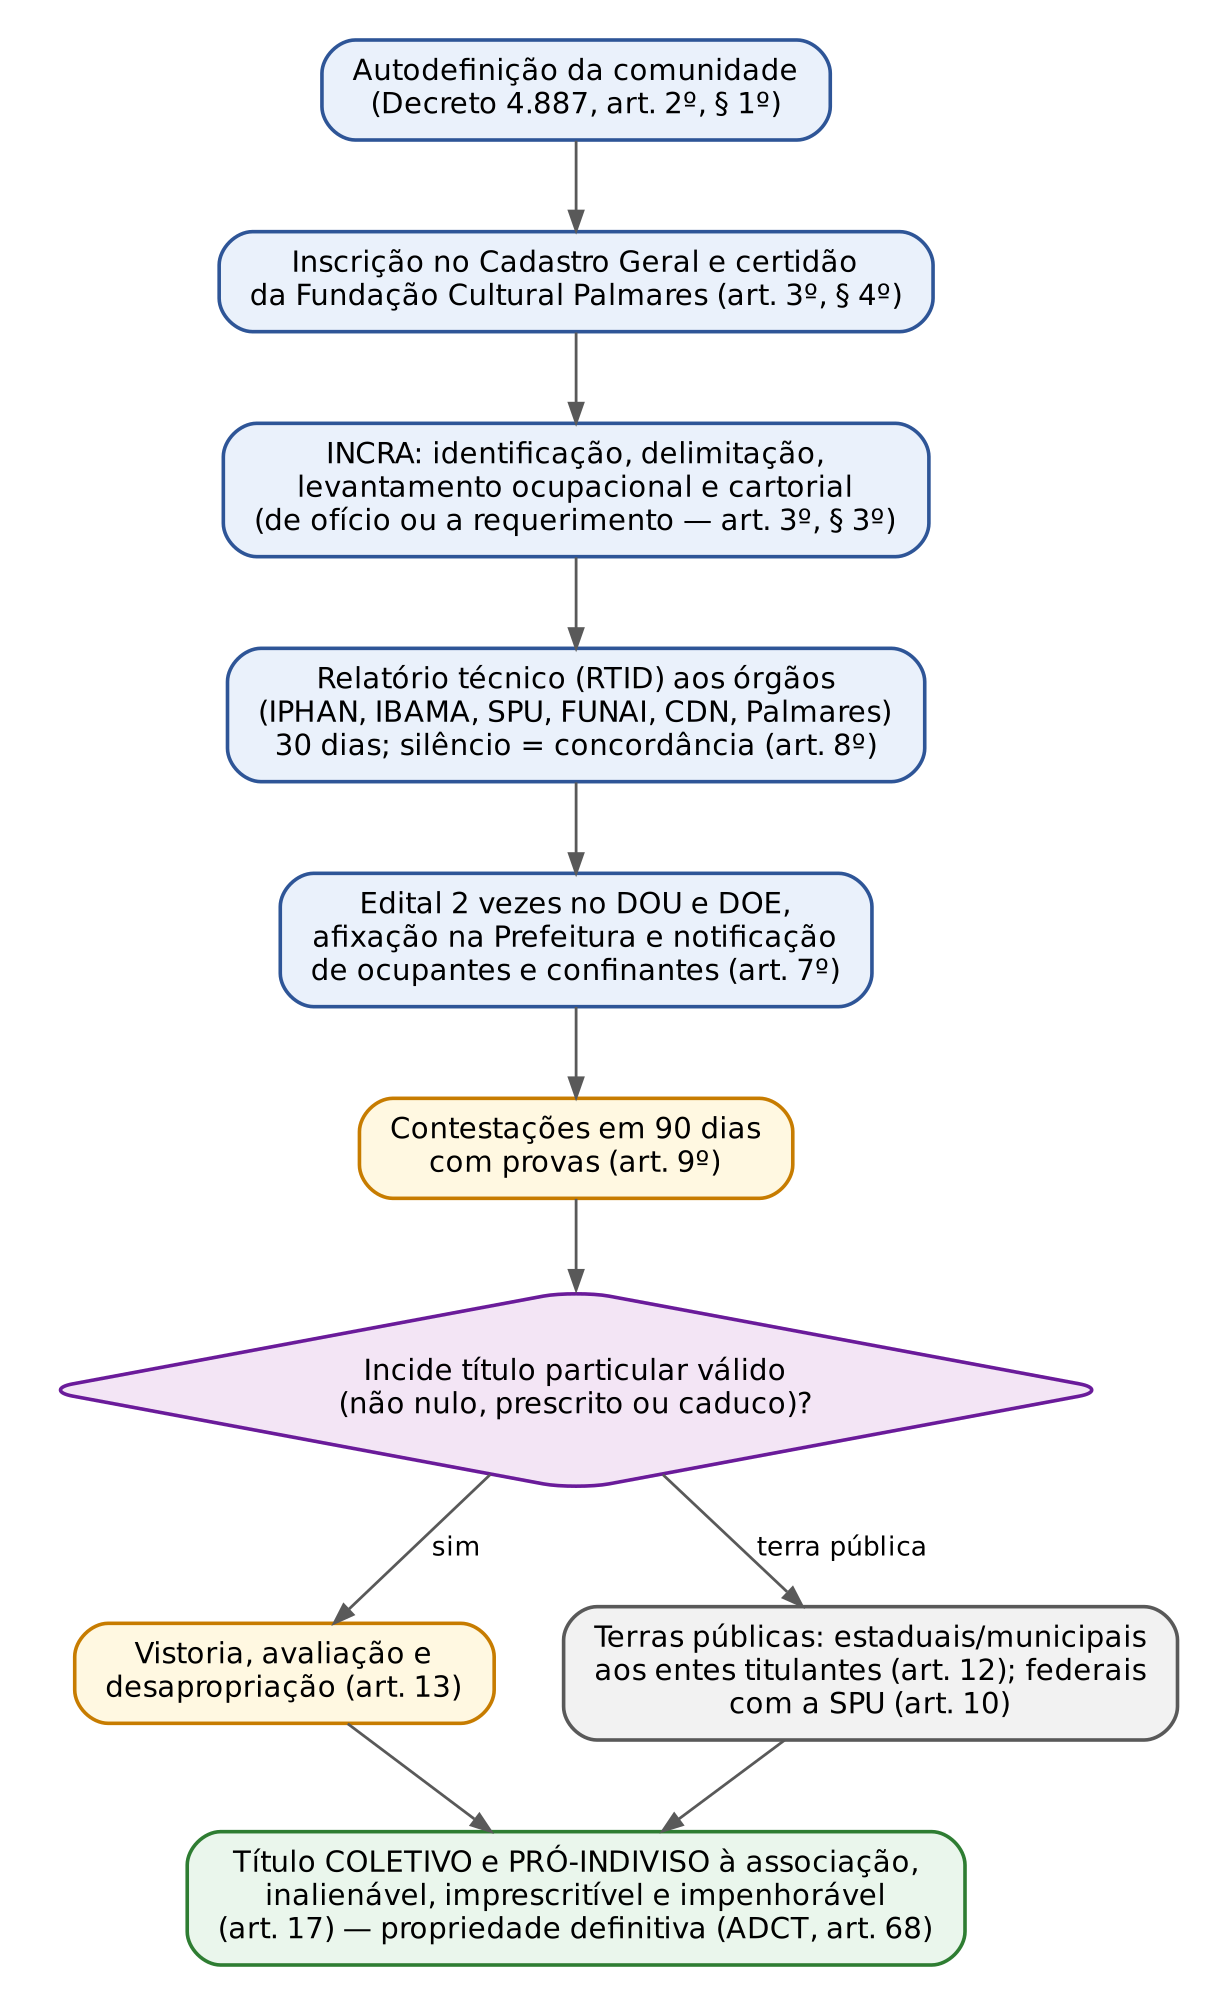 Autodefinição da comunidade
(Decreto 4.887, art. 2º, § 1º)
Inscrição no Cadastro Geral e certidão
da Fundação Cultural Palmares (art. 3º, § 4º)
INCRA: identificação, delimitação,
levantamento ocupacional e cartorial
(de ofício ou a requerimento — art. 3º, § 3º)
Relatório técnico (RTID) aos órgãos
(IPHAN, IBAMA, SPU, FUNAI, CDN, Palmares)
30 dias; silêncio = concordância (art. 8º)
Edital 2 vezes no DOU e DOE,
afixação na Prefeitura e notificação
de ocupantes e confinantes (art. 7º)
Contestações em 90 dias
com provas (art. 9º)
Incide título particular válido
(não nulo, prescrito ou caduco)?
sim
terra pública
Vistoria, avaliação e
desapropriação (art. 13)
Terras públicas: estaduais/municipais
aos entes titulantes (art. 12); federais
com a SPU (art. 10)
Título COLETIVO e PRÓ-INDIVISO à associação,
inalienável, imprescritível e impenhorável
(art. 17) — propriedade definitiva (ADCT, art. 68)